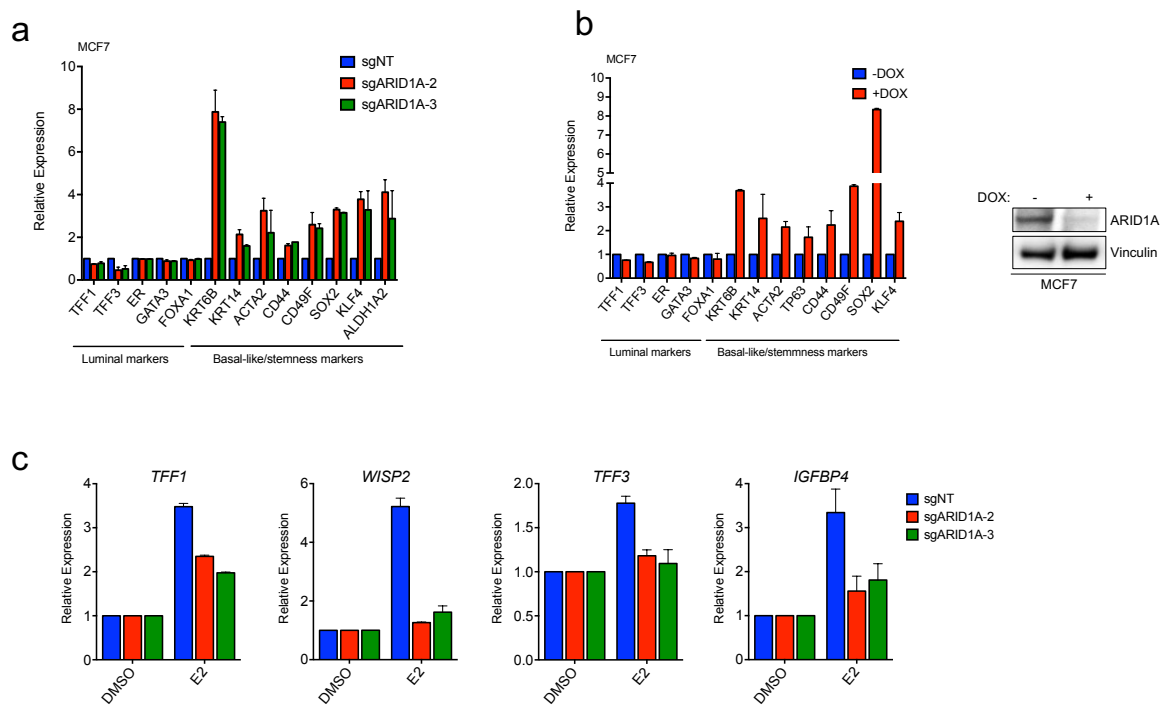 a
MCF7
sgNT
sgARID1A-2
sgARID1A-3
Relative Expression
10
8
6
4
2
0
TFF1
TFF3
ER
GATA3
FOXA1
KRT6B
KRT14
ACTA2
CD44
CD49F
SOX2
KLF4
ALDH1A2
Luminal markers
Basal-like/stemness markers
b
MCF7
-DOX
+DOX
Relative Expression
10
9
8
7
6
5
4
3
2
1
0
TFF1
TFF3
ER
GATA3
FOXA1
KRT6B
KRT14
ACTA2
TP63
CD44
CD49F
SOX2
KLF4
Luminal markers
Basal-like/stemmness markers
DOX: - +
ARID1A
Vinculin
MCF7
c
TFF1
Relative Expression
4
3
2
1
0
DMSO
E2
WISP2
Relative Expression
6
4
2
0
DMSO
E2
TFF3
Relative Expression
2.0
1.5
1.0
0.5
0.0
DMSO
E2
IGFBP4
Relative Expression
4
3
2
1
0
DMSO
E2
sgNT
sgARID1A-2
sgARID1A-3